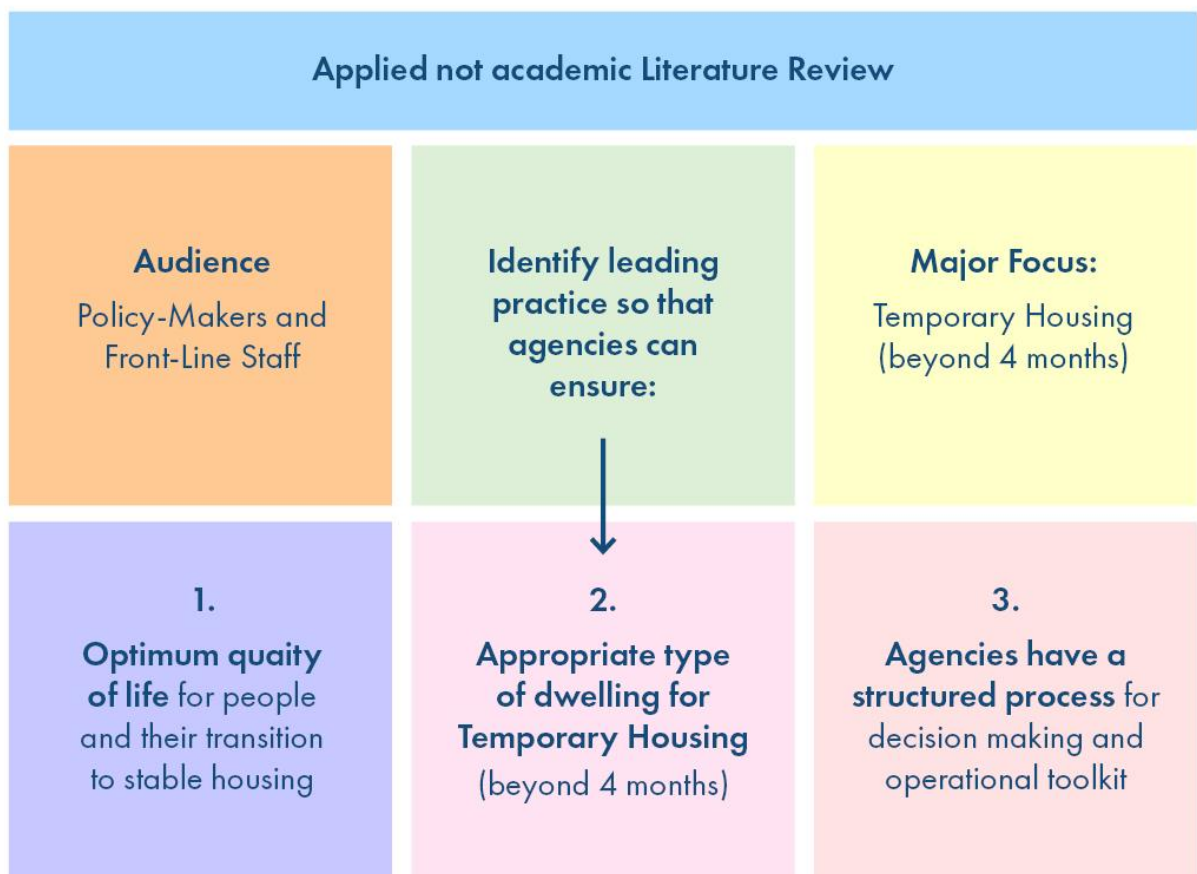 Applied not academic Literature Review
Audience
Policy-Makers and
Front-Line Staff
Identify leading
practice so that
agencies can
ensure:
Major Focus:
Temporary Housing
(beyond 4 months)
1.
Optimum quaity
of life for people
and their transition
to stable housing
2.
Appropriate type
of dwelling for
Temporary Housing
(beyond 4 months)
3.
Agencies have a
structured process for
decision making and
operational toolkit